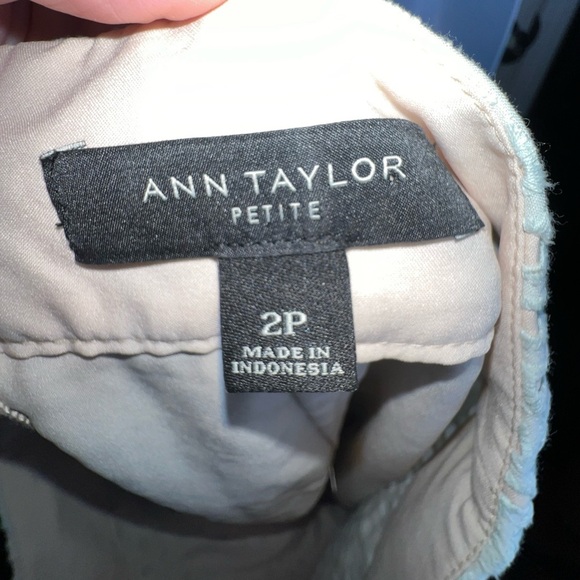 ANN TAYLOR
PETITE
2P
MADE IN
INDONESIA